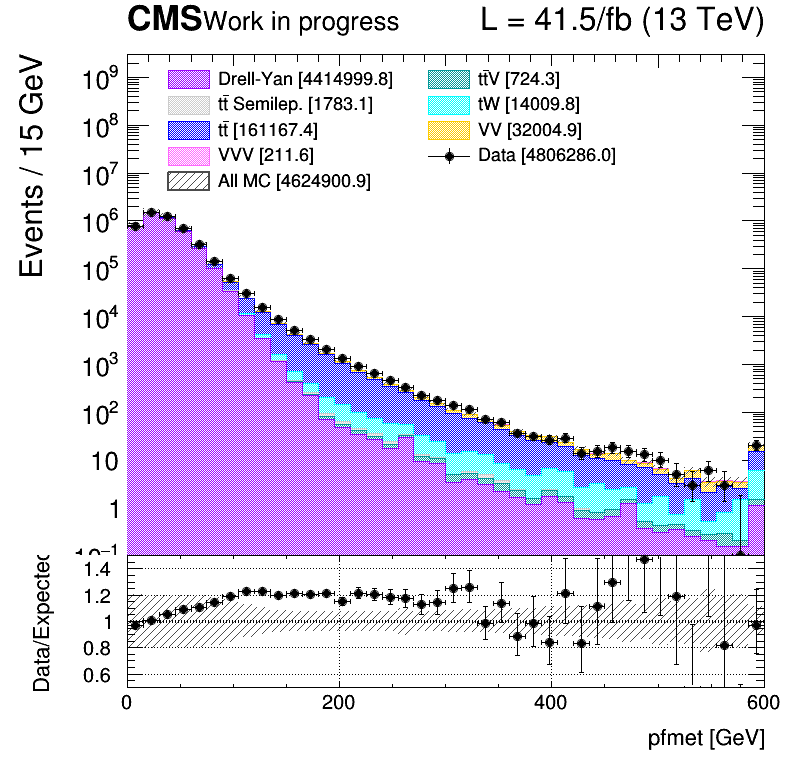 CMS Work in progress L = 41.5/fb (13 TeV)
Events / 15 GeV
10⁹
10⁸
10⁷
10⁶
10⁵
10⁴
10³
10²
10
1
10⁻¹
Drell-Yan [4414999.8]
tt̄ Semilep. [1783.1]
tt̄ [161167.4]
VVV [211.6]
All MC [4624900.9]
tt̄V [724.3]
tW [14009.8]
VV [32004.9]
Data [4806286.0]
Data/Expected
1.4
1.2
1
0.8
0.6
0 200 400 600
pfmet [GeV]